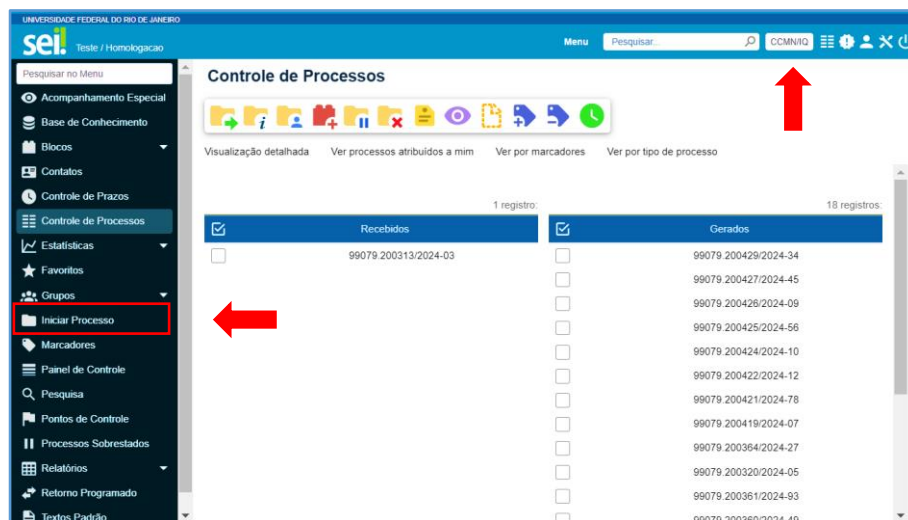 UNIVERSIDADE FEDERAL DO RIO DE JANEIRO
sei!
Teste / Homologacao
Menu
Pesquisar...
CCMN/IQ
Pesquisar no Menu
Acompanhamento Especial
Base de Conhecimento
Blocos
Contatos
Controle de Prazos
Controle de Processos
Estatísticas
Favoritos
Grupos
Iniciar Processo
Marcadores
Painel de Controle
Pesquisa
Pontos de Controle
Processos Sobrestados
Relatórios
Retorno Programado
Textos Padrão
Controle de Processos
Visualização detalhada Ver processos atribuídos a mim Ver por marcadores Ver por tipo de processo
1 registro:
Recebidos
99079.200313/2024-03
18 registros:
Gerados
99079.200429/2024-34
99079.200427/2024-45
99079.200426/2024-09
99079.200425/2024-56
99079.200424/2024-10
99079.200422/2024-12
99079.200421/2024-78
99079.200419/2024-07
99079.200364/2024-27
99079.200320/2024-05
99079.200361/2024-93
99079.200360/2024-49